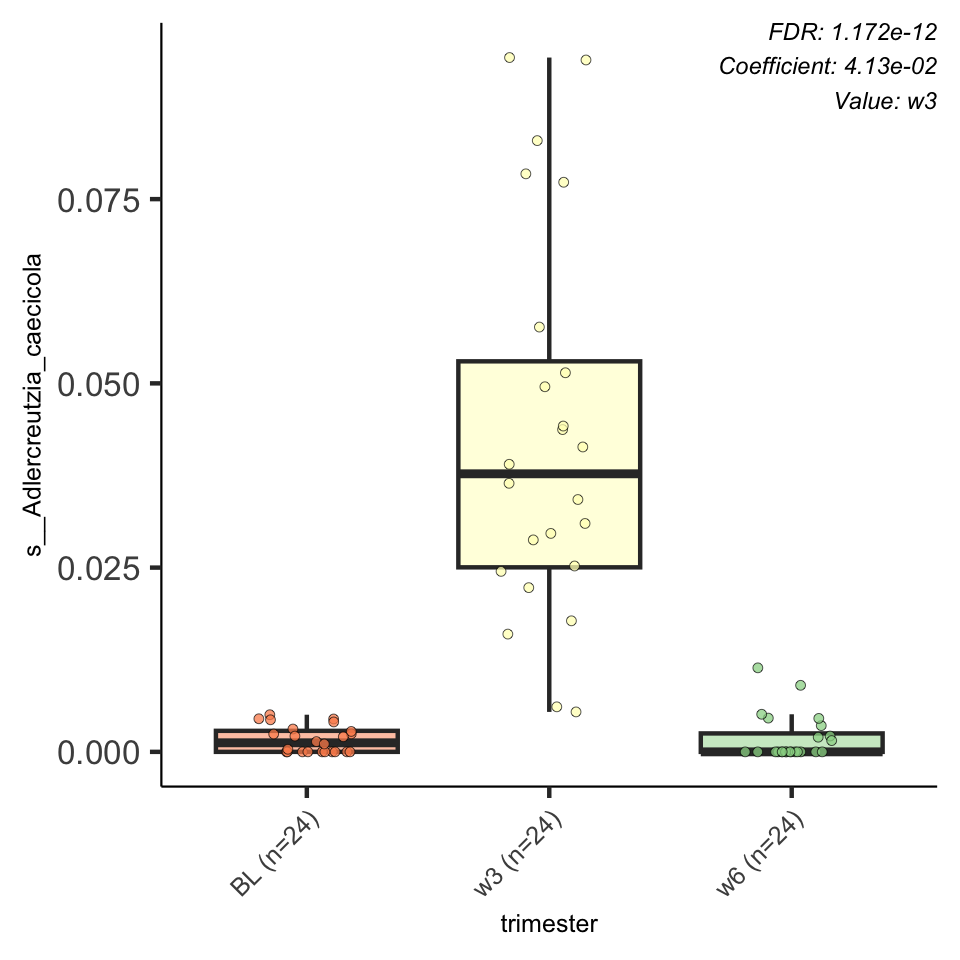 FDR: 1.172e-12
Coefficient: 4.13e-02
Value: w3
s__Adlercreutzia_caecicola
0.075
0.050
0.025
0.000
BL (n=24)
w3 (n=24)
w6 (n=24)
trimester